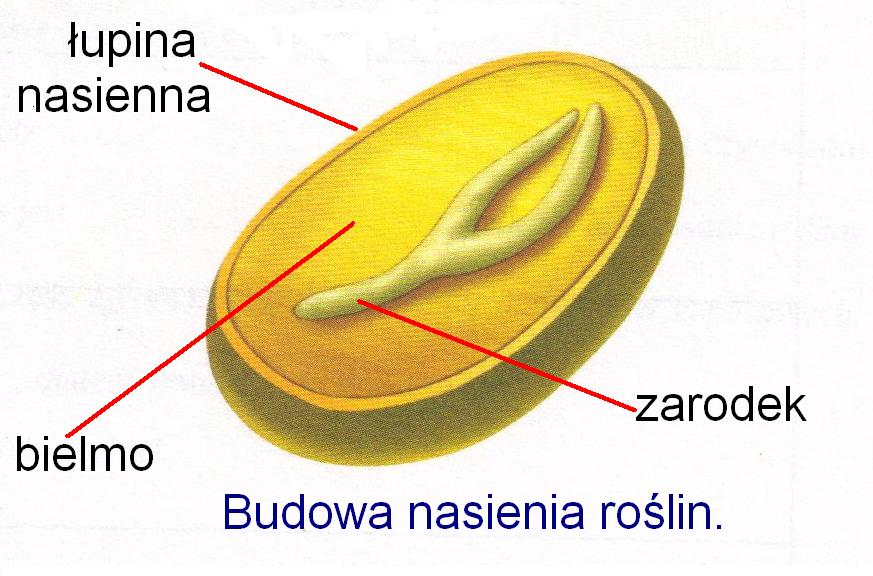 łupina
nasienna
bielmo
zarodek
Budowa nasienia roślin.